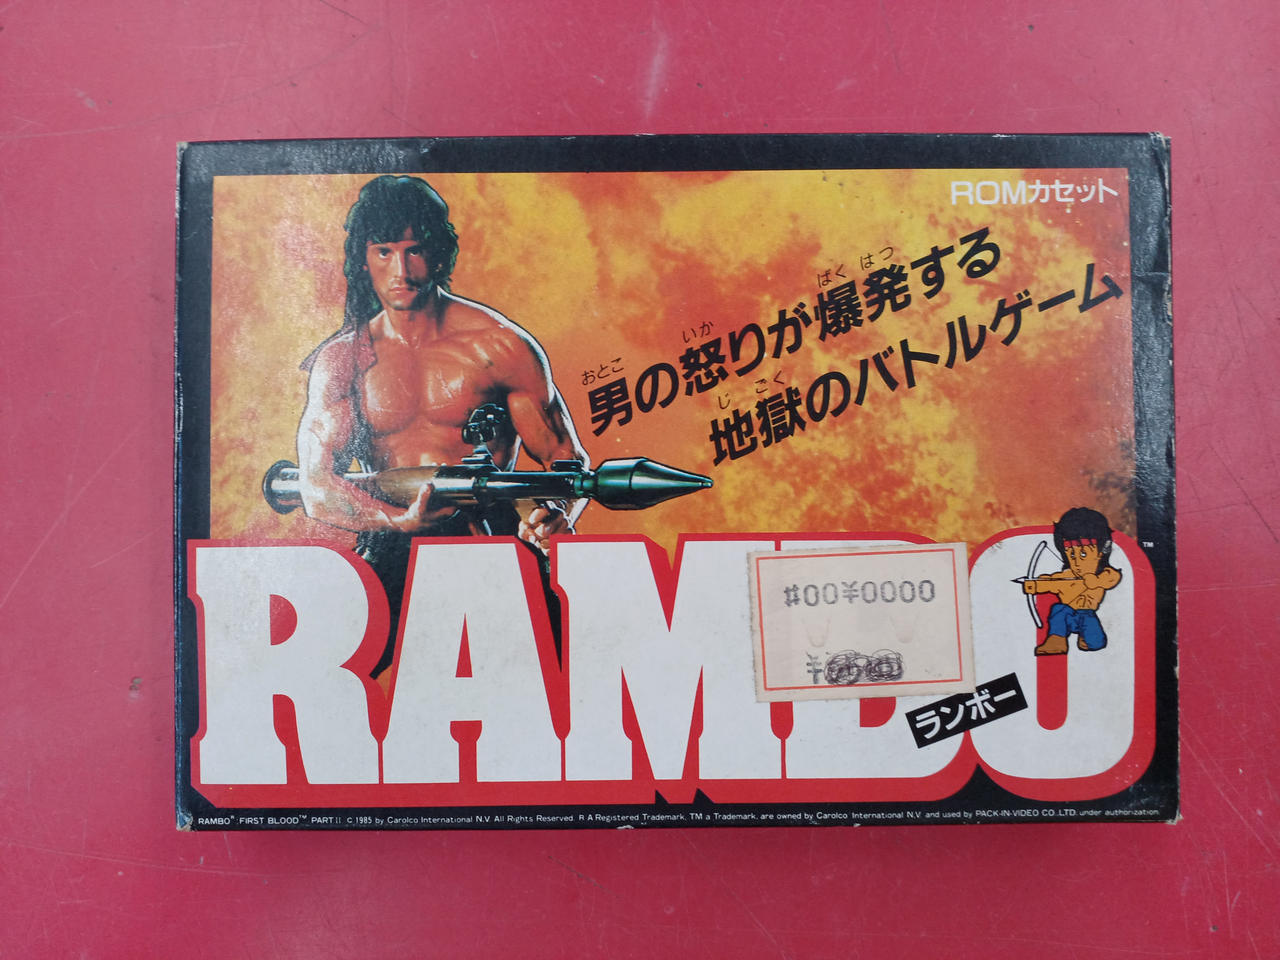 ROMカセット
男の怒りが爆発する
おとこ いか ばくはつ
地獄のバトルゲーム
じごく
RAMBO™
#00¥0000
¥
ランボー
RAMBO®: FIRST BLOOD™ PART II © 1985 by Carolco International N.V. All Rights Reserved. R A Registered Trademark, TM a Trademark, are owned by Carolco International N.V. and used by PACK-IN-VIDEO CO.,LTD. under authorization.